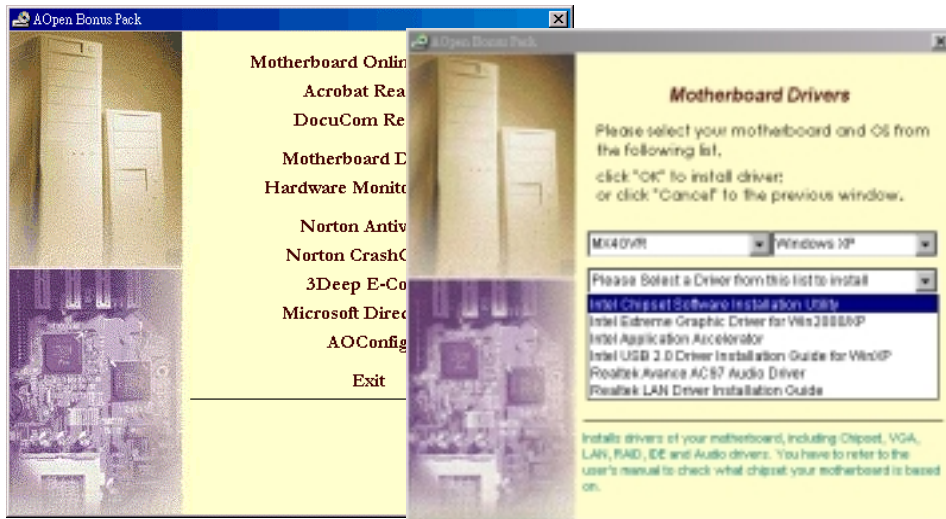 AOpen Bonus Pack
Motherboard Onlin
Acrobat Rea
DocuCom Re
Motherboard D
Hardware Monito
Norton Antiv
Norton Crash
3Deep E-Co
Microsoft Direc
AOConfig
Exit
AOpen Bonus Pack
Motherboard Drivers
Please select your motherboard and OS from
the following list,
click "OK" to install driver;
or click "Cancel" to the previous window.
Windows XP
Please Select a Driver from this list to install
Intel Chipset Software Installation Utility
Intel Extreme Graphic Driver for Win2000/XP
Intel Application Accelerator
Intel USB 2.0 Driver Installation Guide for WinXP
Realtek Avance AC97 Audio Driver
Realtek LAN Driver Installation Guide
Installs drivers of your motherboard, including Chipset, VGA,
LAN, RAID, IDE and Audio drivers. You have to refer to the
user's manual to check what chipset your motherboard is based
on.